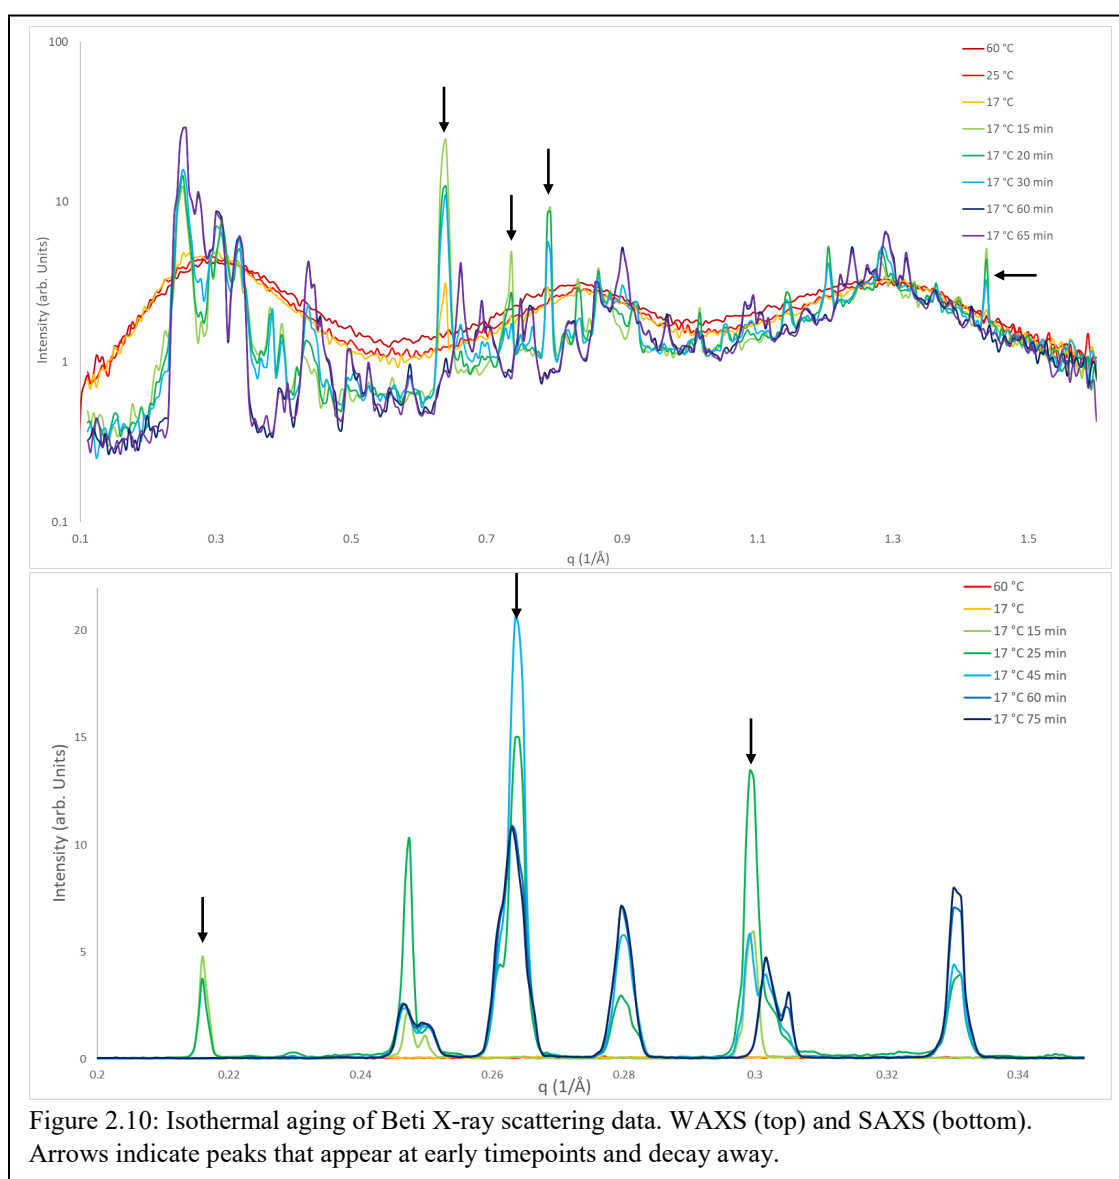 100
10
1
0.1
Intensity (arb. Units)
0.1 0.3 0.5 0.7 0.9 1.1 1.3 1.5
q (1/Å)
60 °C
25 °C
17 °C
17 °C 15 min
17 °C 20 min
17 °C 30 min
17 °C 60 min
17 °C 65 min
20
15
10
5
0
Intensity (arb. Units)
0.2 0.22 0.24 0.26 0.28 0.3 0.32 0.34
q (1/Å)
60 °C
17 °C
17 °C 15 min
17 °C 25 min
17 °C 45 min
17 °C 60 min
17 °C 75 min
Figure 2.10: Isothermal aging of Beti X-ray scattering data. WAXS (top) and SAXS (bottom).
Arrows indicate peaks that appear at early timepoints and decay away.